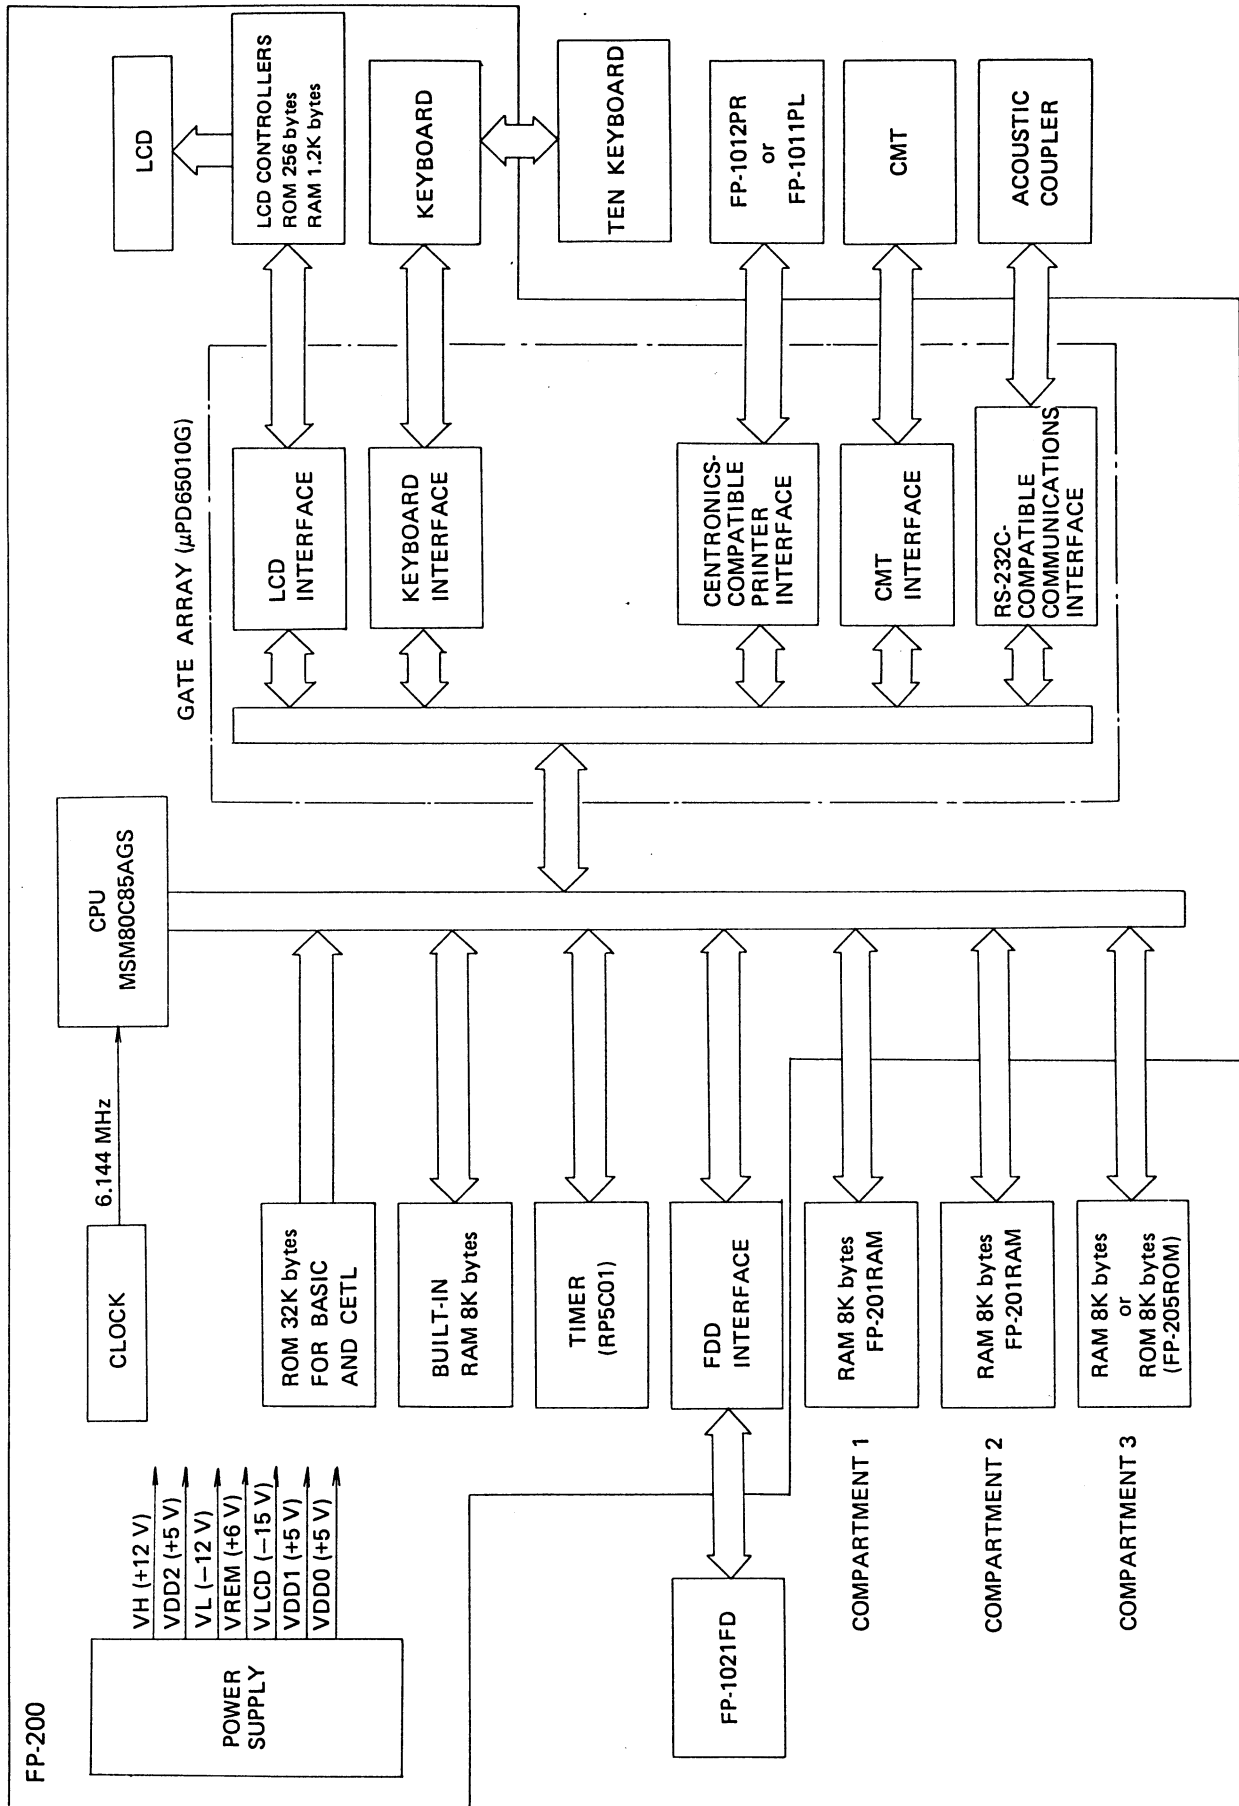 FP-200
POWER
SUPPLY
VH (+12 V)
VDD2 (+5 V)
VL (−12 V)
VREM (+6 V)
VLCD (−15 V)
VDD1 (+5 V)
VDD0 (+5 V)
CLOCK
6.144 MHz
CPU
MSM80C85AGS
ROM 32K bytes
FOR BASIC
AND CETL
BUILT-IN
RAM 8K bytes
TIMER
(RP5C01)
FDD
INTERFACE
FP-1021FD
COMPARTMENT 1
RAM 8K bytes
FP-201RAM
COMPARTMENT 2
RAM 8K bytes
FP-201RAM
COMPARTMENT 3
RAM 8K bytes
or
ROM 8K bytes
(FP-205ROM)
GATE ARRAY (μPD65010G)
LCD
INTERFACE
KEYBOARD
INTERFACE
CENTRONICS-
COMPATIBLE
PRINTER
INTERFACE
CMT
INTERFACE
RS-232C-
COMPATIBLE
COMMUNICATIONS
INTERFACE
LCD
LCD CONTROLLERS
ROM 256 bytes
RAM 1.2K bytes
KEYBOARD
TEN KEYBOARD
FP-1012PR
or
FP-1011PL
CMT
ACOUSTIC
COUPLER